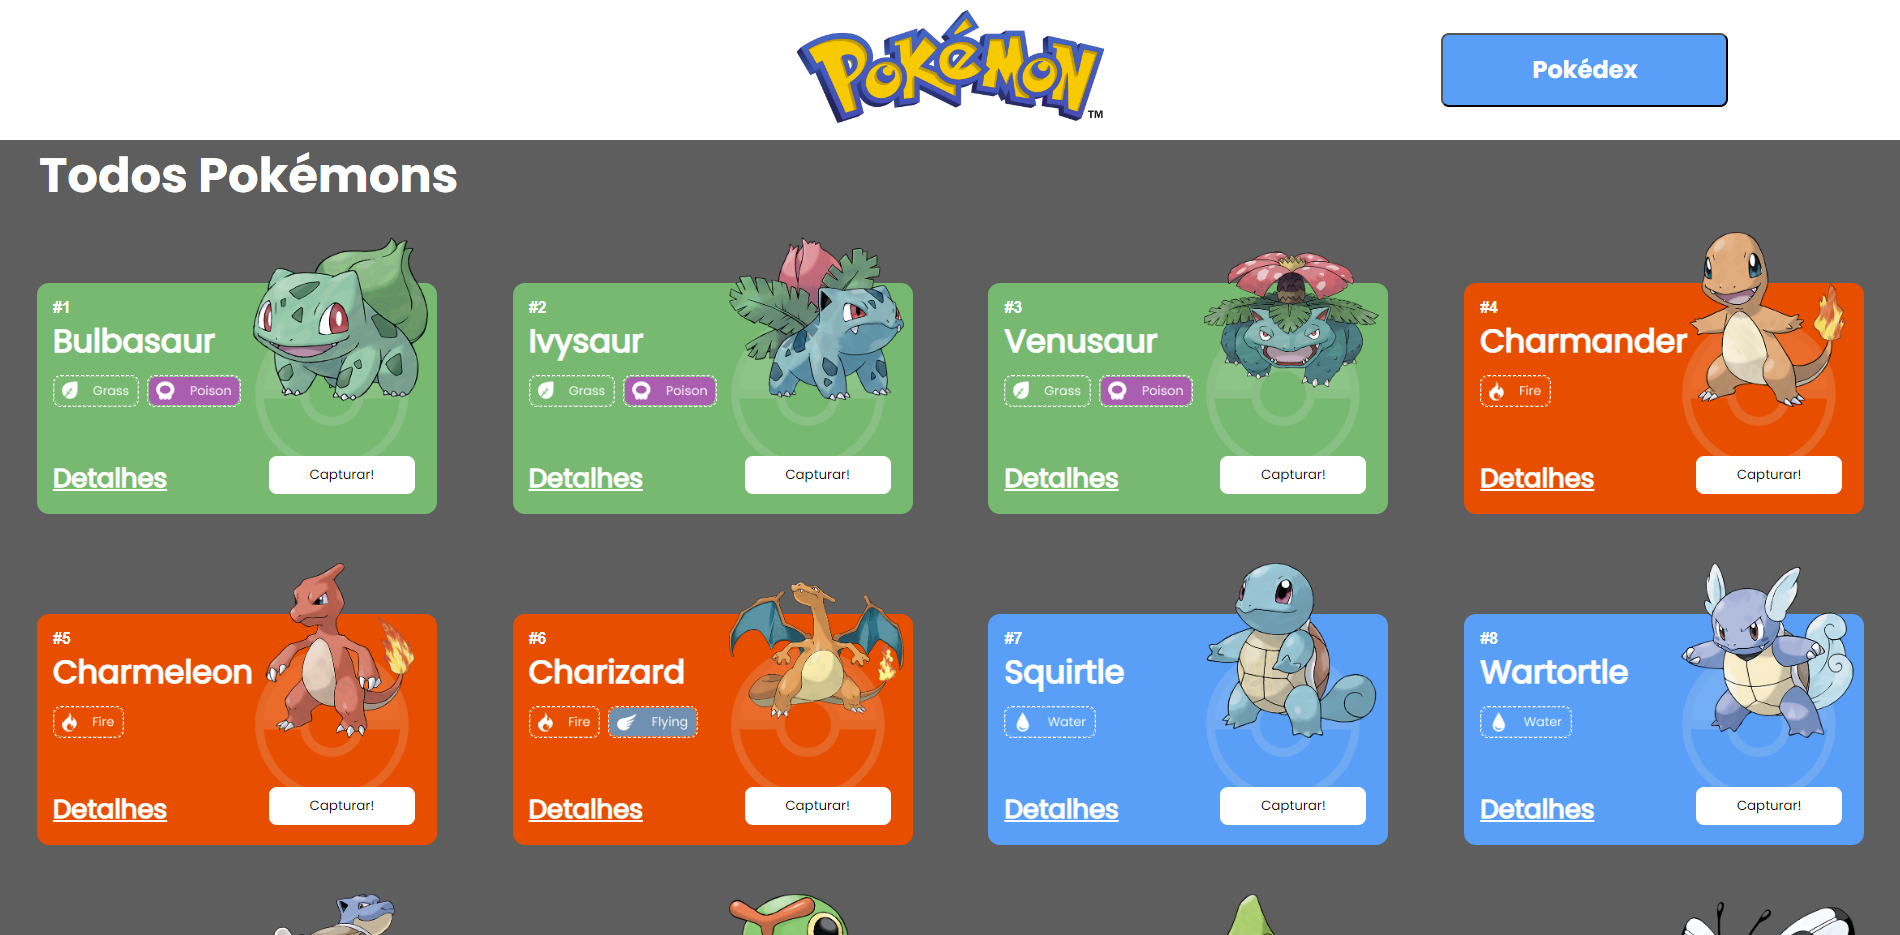 POKéMON
TM
Pokédex
Todos Pokémons
#1
Bulbasaur
Grass Poison
Detalhes Capturar!
#2
Ivysaur
Grass Poison
Detalhes Capturar!
#3
Venusaur
Grass Poison
Detalhes Capturar!
#4
Charmander
Fire
Detalhes Capturar!
#5
Charmeleon
Fire
Detalhes Capturar!
#6
Charizard
Fire Flying
Detalhes Capturar!
#7
Squirtle
Water
Detalhes Capturar!
#8
Wartortle
Water
Detalhes Capturar!